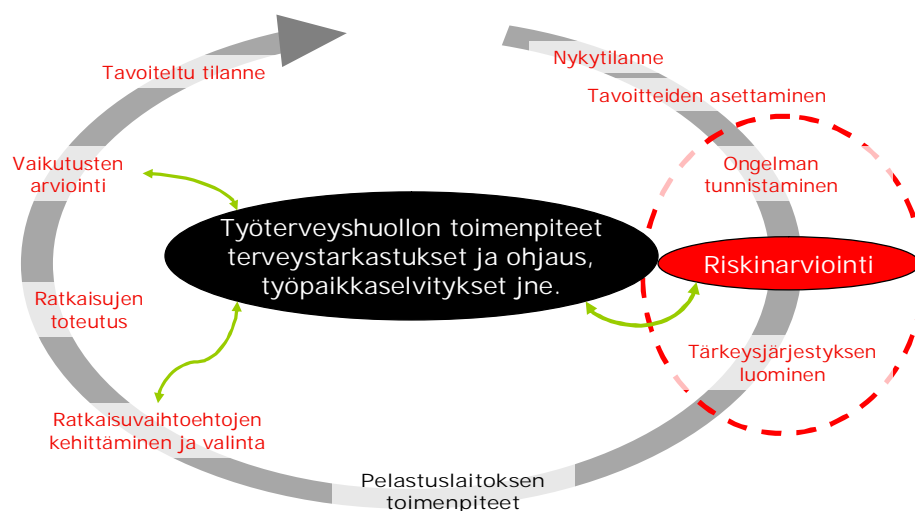 Nykytilanne
Tavoitteiden asettaminen
Ongelman
tunnistaminen
Riskinarviointi
Tärkeysjärjestyksen
luominen
Pelastuslaitoksen
toimenpiteet
Ratkaisuvaihtoehtojen
kehittäminen ja valinta
Ratkaisujen
toteutus
Vaikutusten
arviointi
Tavoiteltu tilanne
Työterveyshuollon toimenpiteet
terveystarkastukset ja ohjaus,
työpaikkaselvitykset jne.